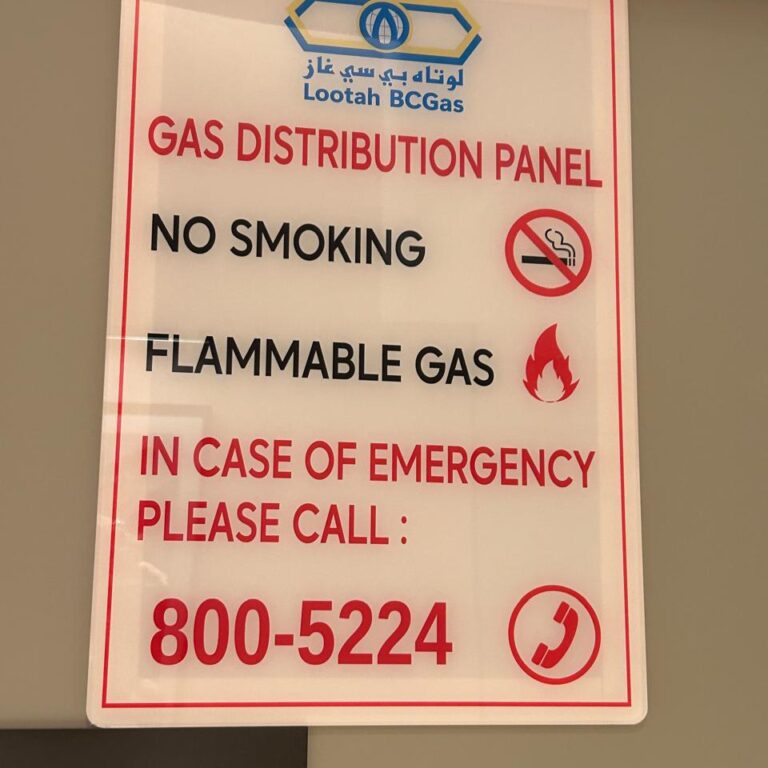 لوتاه بي سي غاز
Lootah BCGas
GAS DISTRIBUTION PANEL
NO SMOKING
FLAMMABLE GAS
IN CASE OF EMERGENCY
PLEASE CALL :
800-5224